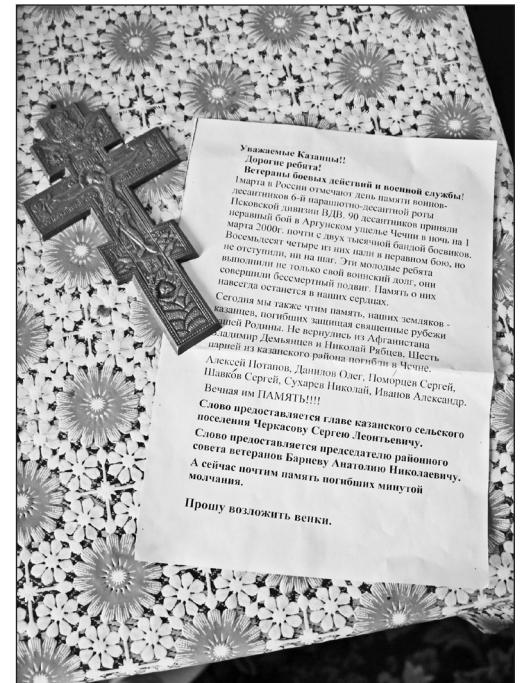 Уважаемые Казанцы!!
Дорогие ребята!
Ветераны боевых действий и военной службы!
1марта в России отмечают день памяти воинов-
десантников 6-й парашютно-десантной роты
Псковской дивизии ВДВ. 90 десантников приняли
неравный бой в Аргунском ущелье Чечни в ночь на 1
марта 2000г. почти с двух тысячной бандой боевиков.
Восемьдесят четыре из них пали в неравном бою, но
не отступили, ни на шаг. Эти молодые ребята
выполнили не только свой воинский долг, они
совершили бессмертный подвиг. Память о них
навсегда останется в наших сердцах.
Сегодня мы также чтим память, наших земляков -
казанцев, погибших защищая священные рубежи
нашей Родины. Не вернулись из Афганистана
Владимир Демьянцев и Николай Рябцев, Шесть
парней из казанского района погибли в Чечне.
Алексей Потапов, Данилов Олег, Поморцев Сергей,
Шавков Сергей, Сухарев Николай, Иванов Александр.
Вечная им ПАМЯТЬ!!!!
Слово предоставляется главе казанского сельского
поселения Черкасову Сергею Леонтьевичу.
Слово предоставляется председателю районного
совета ветеранов Барневу Анатолию Николаевичу.
А сейчас почтим память погибших минутой
молчания.
Прошу возложить венки.